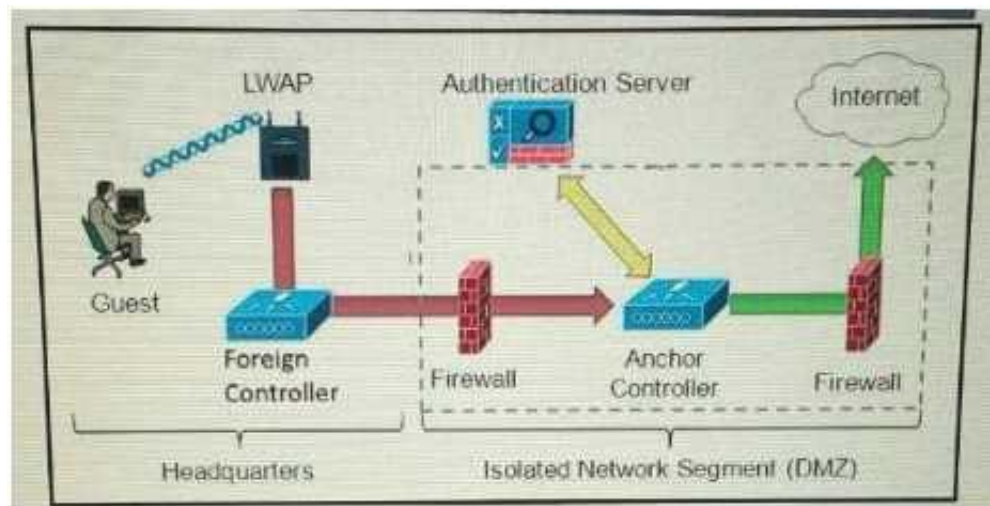 LWAP
Authentication Server
Internet
Guest
Foreign
Controller
Firewall
Anchor
Controller
Firewall
Headquarters
Isolated Network Segment (DMZ)